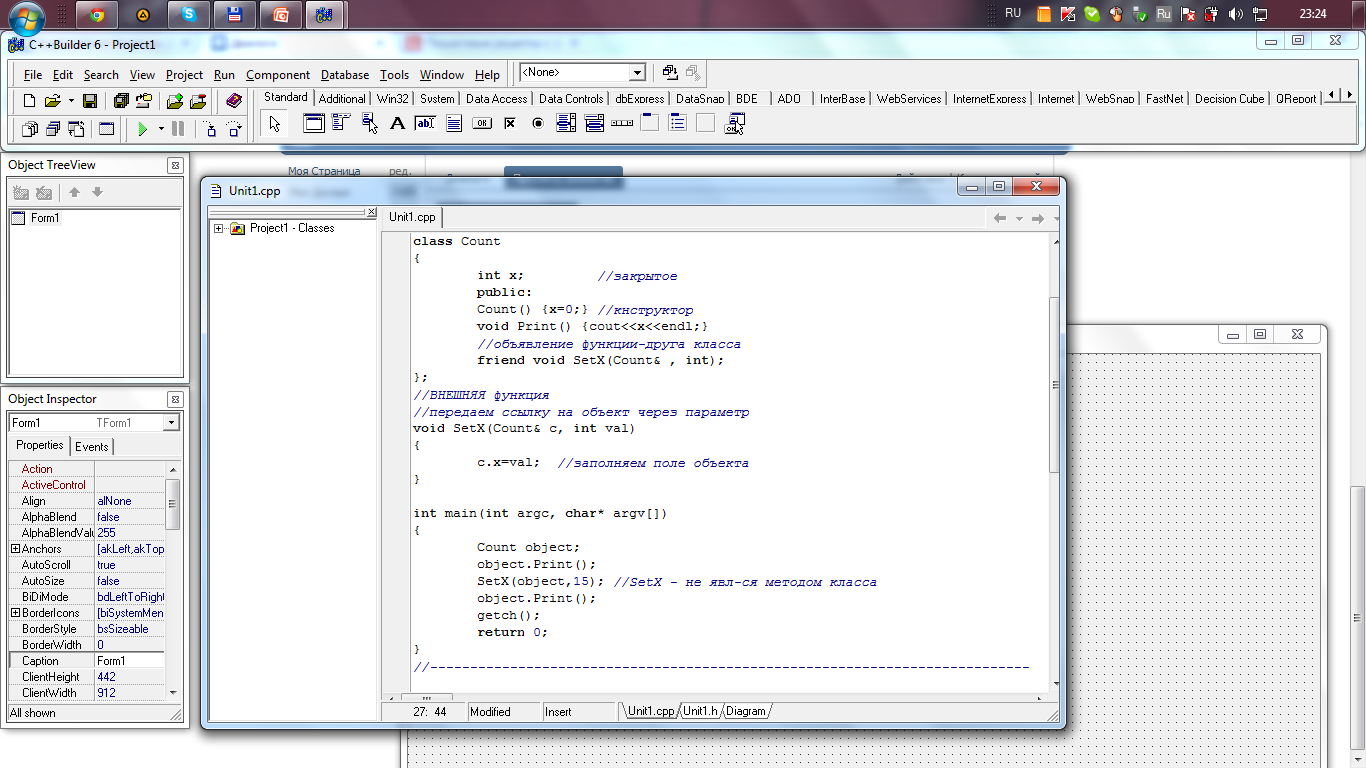 RU
Ru
23:24
C++Builder 6 - Project1
File Edit Search View Project Run Component Database Tools Window Help
<None>
Standard Additional Win32 System Data Access Data Controls dbExpress DataSnap BDE ADO InterBase WebServices InternetExpress Internet WebSnap FastNet Decision Cube QReport
Object TreeView
Form1
Моя Страница
ред.
Unit1.cpp
Project1 - Classes
Unit1.cpp
class Count
{
int x; //закрытое
public:
Count() {x=0;} //кнструктор
void Print() {cout<<x<<endl;}
//объявление функции-друга класса
friend void SetX(Count& , int);
};
//ВНЕШНЯЯ функция
//передаем ссылку на объект через параметр
void SetX(Count& c, int val)
{
c.x=val; //заполняем поле объекта
}
int main(int argc, char* argv[])
{
Count object;
object.Print();
SetX(object,15); //SetX - не явл-ся методом класса
object.Print();
getch();
return 0;
}
//---------------------------------------------------------------------------
27: 44 Modified Insert Unit1.cpp Unit1.h Diagram
Object Inspector
Form1 TForm1
Properties Events
Action
ActiveControl
Align alNone
AlphaBlend false
AlphaBlendValu 255
Anchors [akLeft,akTop
AutoScroll true
AutoSize false
BiDiMode bdLeftToRight
BorderIcons [biSystemMen
BorderStyle bsSizeable
BorderWidth 0
Caption Form1
ClientHeight 442
ClientWidth 912
All shown